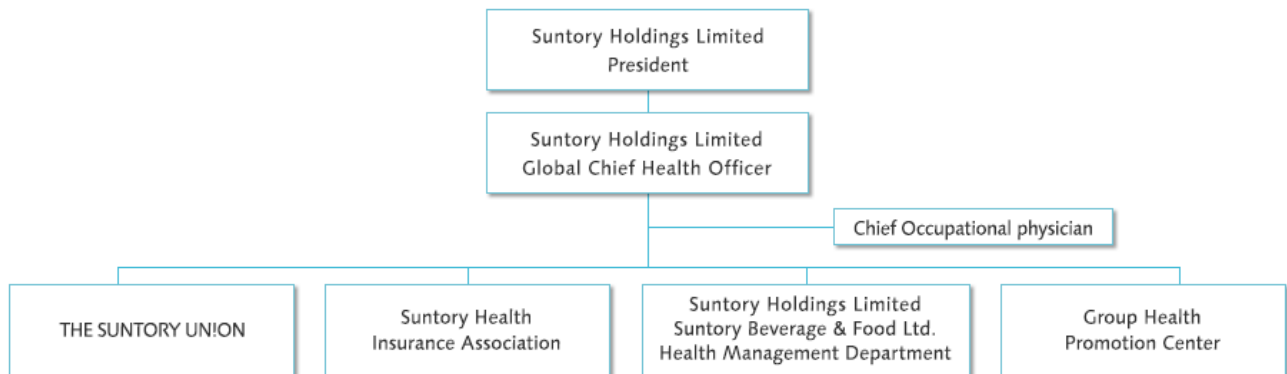 Suntory Holdings Limited
President
Suntory Holdings Limited
Global Chief Health Officer
Chief Occupational physician
THE SUNTORY UN!ON
Suntory Health
Insurance Association
Suntory Holdings Limited
Suntory Beverage & Food Ltd.
Health Management Department
Group Health
Promotion Center